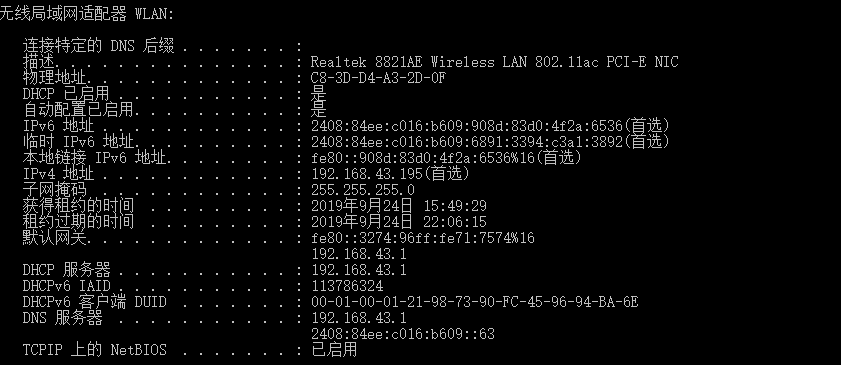 无线局域网适配器 WLAN:
连接特定的 DNS 后缀 . . . . . . . :
描述. . . . . . . . . . . . . . . : Realtek 8821AE Wireless LAN 802.11ac PCI-E NIC
物理地址. . . . . . . . . . . . . : C8-3D-D4-A3-2D-0F
DHCP 已启用 . . . . . . . . . . . : 是
自动配置已启用. . . . . . . . . . : 是
IPv6 地址 . . . . . . . . . . . . : 2408:84ee:c016:b609:908d:83d0:4f2a:6536(首选)
临时 IPv6 地址. . . . . . . . . . : 2408:84ee:c016:b609:6891:3394:c3a1:3892(首选)
本地链接 IPv6 地址. . . . . . . . : fe80::908d:83d0:4f2a:6536%16(首选)
IPv4 地址 . . . . . . . . . . . . : 192.168.43.195(首选)
子网掩码 . . . . . . . . . . . . : 255.255.255.0
获得租约的时间 . . . . . . . . . : 2019年9月24日 15:49:29
租约过期的时间 . . . . . . . . . : 2019年9月24日 22:06:15
默认网关. . . . . . . . . . . . . : fe80::3274:96ff:fe71:7574%16
192.168.43.1
DHCP 服务器 . . . . . . . . . . . : 192.168.43.1
DHCPv6 IAID . . . . . . . . . . . : 113786324
DHCPv6 客户端 DUID . . . . . . . : 00-01-00-01-21-98-73-90-FC-45-96-94-BA-6E
DNS 服务器 . . . . . . . . . . . : 192.168.43.1
2408:84ee:c016:b609::63
TCPIP 上的 NetBIOS . . . . . . . : 已启用